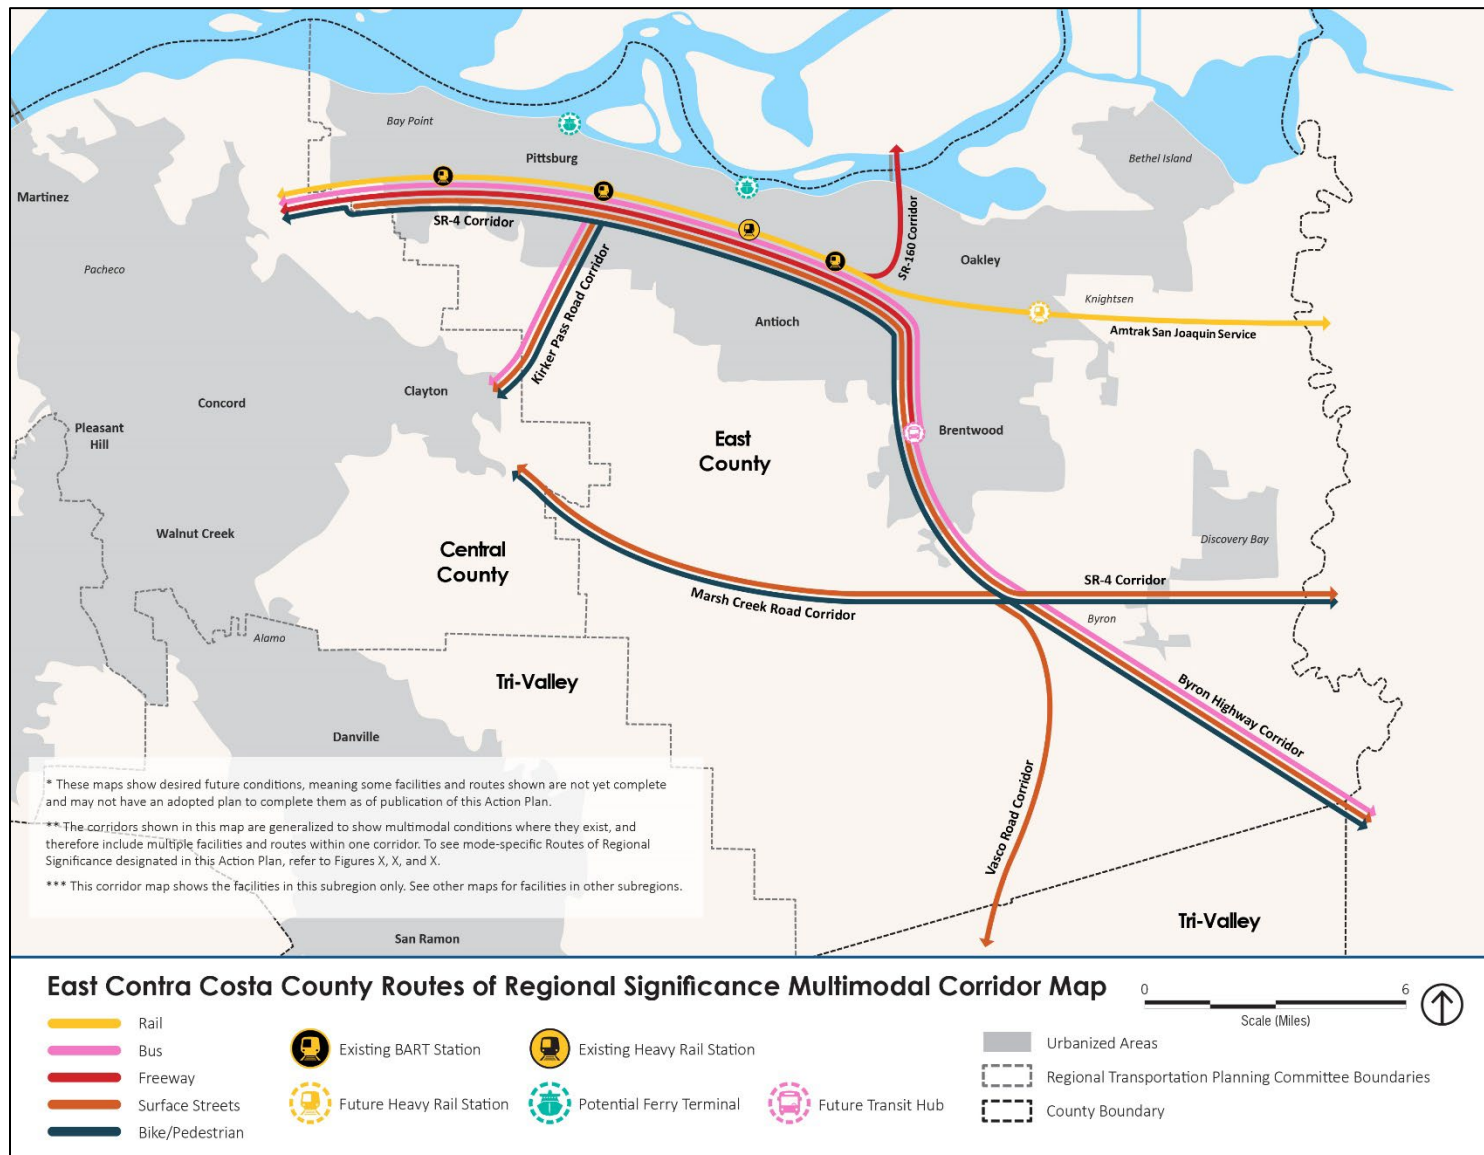 Bay Point
Pittsburg
Bethel Island
Martinez
SR-4 Corridor
SR-160 Corridor
Oakley
Pacheco
Kirker Pass Road Corridor
Antioch
Knightsen
Amtrak San Joaquin Service
Clayton
Concord
Pleasant
Hill
East
County
Brentwood
Walnut Creek
Central
County
Discovery Bay
SR-4 Corridor
Marsh Creek Road Corridor
Byron
Alamo
Tri-Valley
Byron Highway Corridor
Danville
Vasco Road Corridor
* These maps show desired future conditions, meaning some facilities and routes shown are not yet complete
and may not have an adopted plan to complete them as of publication of this Action Plan.
** The corridors shown in this map are generalized to show multimodal conditions where they exist, and
therefore include multiple facilities and routes within one corridor. To see mode-specific Routes of Regional
Significance designated in this Action Plan, refer to Figures X, X, and X.
*** This corridor map shows the facilities in this subregion only. See other maps for facilities in other subregions.
Tri-Valley
San Ramon
East Contra Costa County Routes of Regional Significance Multimodal Corridor Map
0 6
Scale (Miles)
Rail
Bus
Freeway
Surface Streets
Bike/Pedestrian
Existing BART Station
Existing Heavy Rail Station
Future Heavy Rail Station
Potential Ferry Terminal
Future Transit Hub
Urbanized Areas
Regional Transportation Planning Committee Boundaries
County Boundary